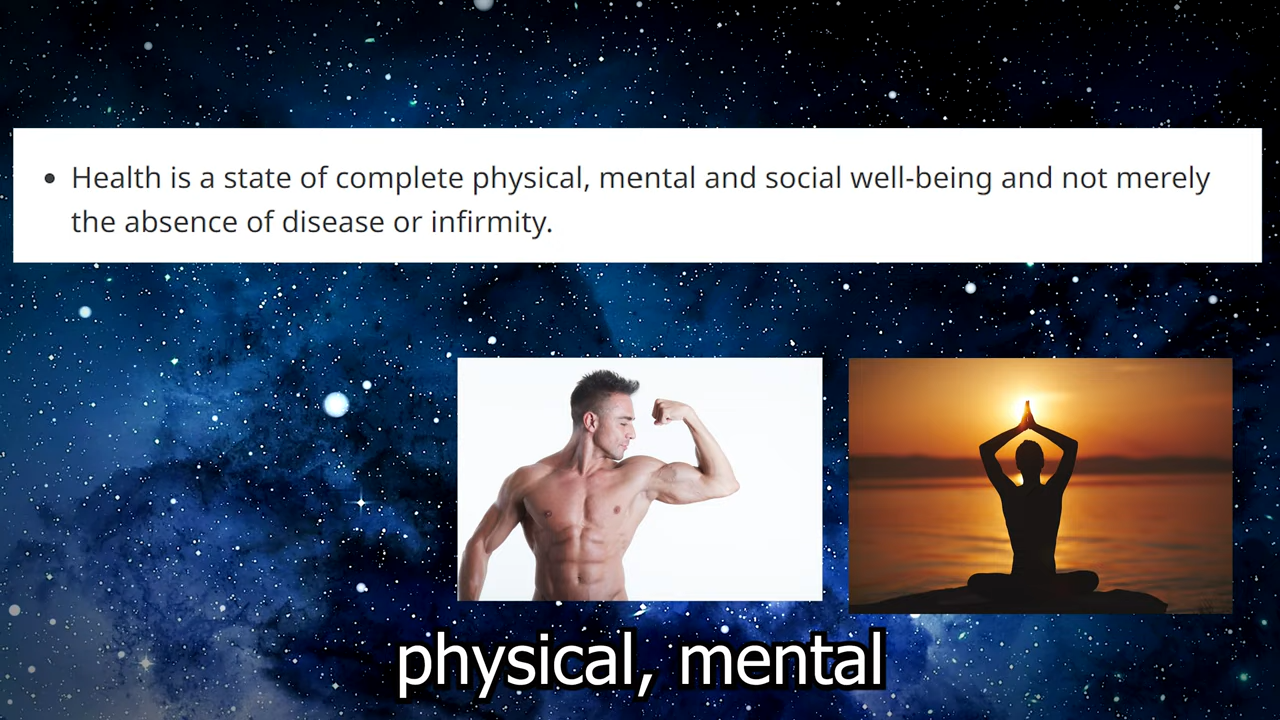 • Health is a state of complete physical, mental and social well-being and not merely
the absence of disease or infirmity.
physical, mental